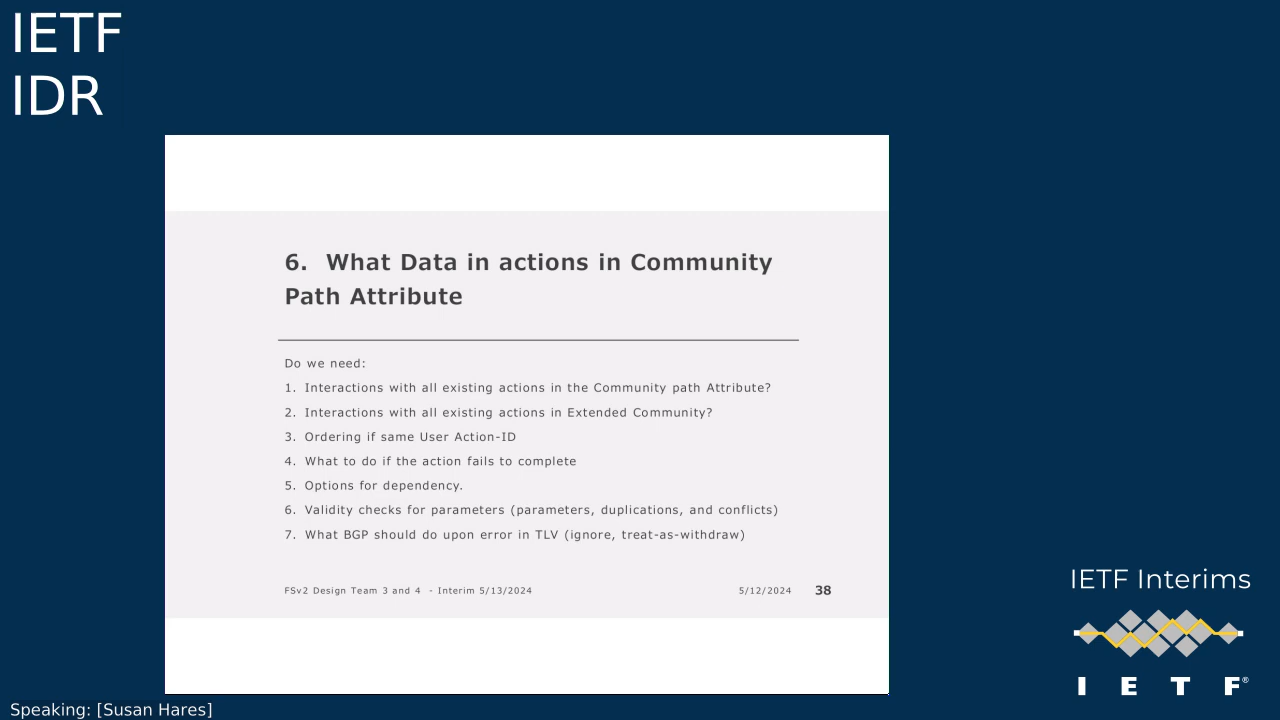 IETF
IDR
6. What Data in actions in Community
Path Attribute
Do we need:
1. Interactions with all existing actions in the Community path Attribute?
2. Interactions with all existing actions in Extended Community?
3. Ordering if same User Action-ID
4. What to do if the action fails to complete
5. Options for dependency.
6. Validity checks for parameters (parameters, duplications, and conflicts)
7. What BGP should do upon error in TLV (ignore, treat-as-withdraw)
FSv2 Design Team 3 and 4 - Interim 5/13/2024 5/12/2024 38
IETF Interims
I E T F®
Speaking: [Susan Hares]